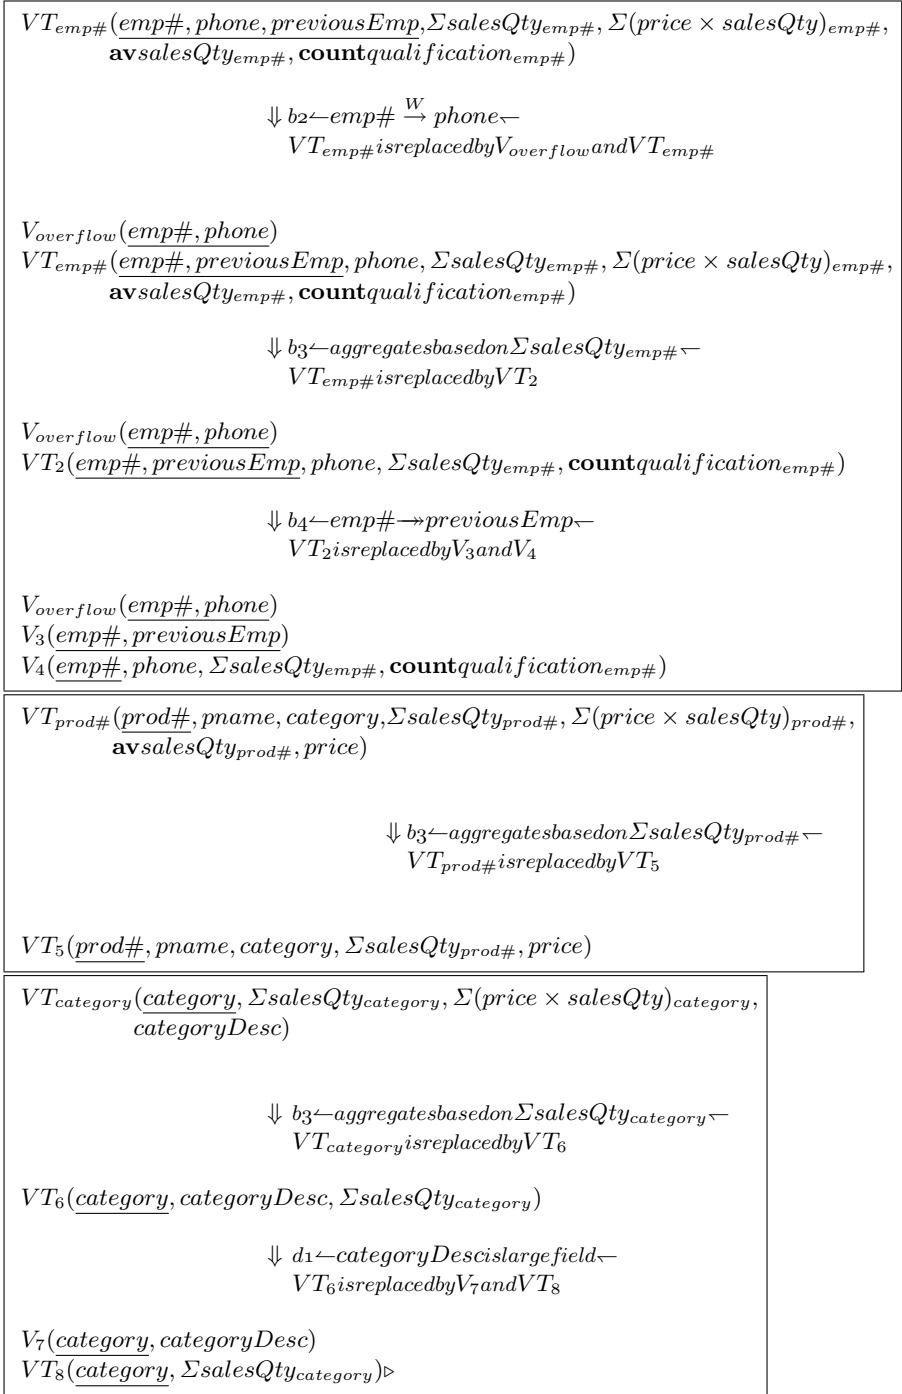 VT_{emp#}(emp#, phone, previousEmp,ΣsalesQty_{emp#}, Σ(price × salesQty)_{emp#},
avsalesQty_{emp#}, countqualification_{emp#})
⇓ b2↽emp# \xrightarrow{W} phone↽
VT_{emp#}isreplacedbyV_{overflow}andVT_{emp#}
V_{overflow}(emp#, phone)
VT_{emp#}(emp#, previousEmp, phone, ΣsalesQty_{emp#}, Σ(price × salesQty)_{emp#},
avsalesQty_{emp#}, countqualification_{emp#})
⇓ b3↽aggregatesbasedonΣsalesQty_{emp#}↽
VT_{emp#}isreplacedbyVT_2
V_{overflow}(emp#, phone)
VT_2(emp#, previousEmp, phone, ΣsalesQty_{emp#}, countqualification_{emp#})
⇓ b4↽emp#↠previousEmp↽
VT_2isreplacedbyV_3andV_4
V_{overflow}(emp#, phone)
V_3(emp#, previousEmp)
V_4(emp#, phone, ΣsalesQty_{emp#}, countqualification_{emp#})
VT_{prod#}(prod#, pname, category,ΣsalesQty_{prod#}, Σ(price × salesQty)_{prod#},
avsalesQty_{prod#}, price)
⇓ b3↽aggregatesbasedonΣsalesQty_{prod#}↽
VT_{prod#}isreplacedbyVT_5
VT_5(prod#, pname, category, ΣsalesQty_{prod#}, price)
VT_{category}(category, ΣsalesQty_{category}, Σ(price × salesQty)_{category},
categoryDesc)
⇓ b3↽aggregatesbasedonΣsalesQty_{category}↽
VT_{category}isreplacedbyVT_6
VT_6(category, categoryDesc, ΣsalesQty_{category})
⇓ d1↽categoryDescislargefield↽
VT_6isreplacedbyV_7andVT_8
V_7(category, categoryDesc)
VT_8(category, ΣsalesQty_{category})▹